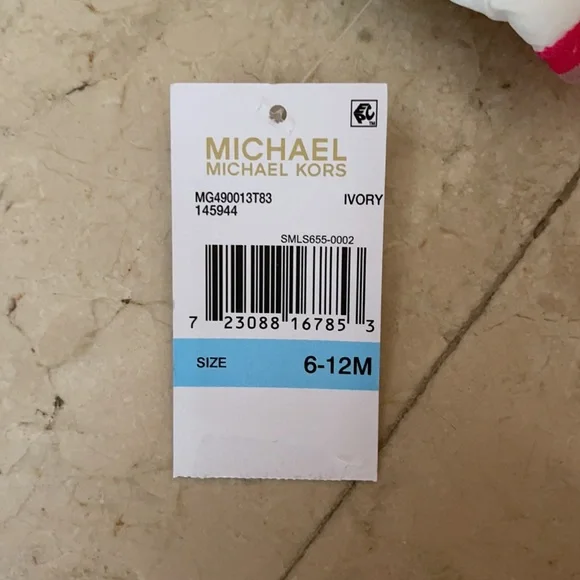 MICHAEL
MICHAEL KORS
MG490013T83 IVORY
145944
SMLS655-0002
7 23088 16785 3
SIZE 6-12M